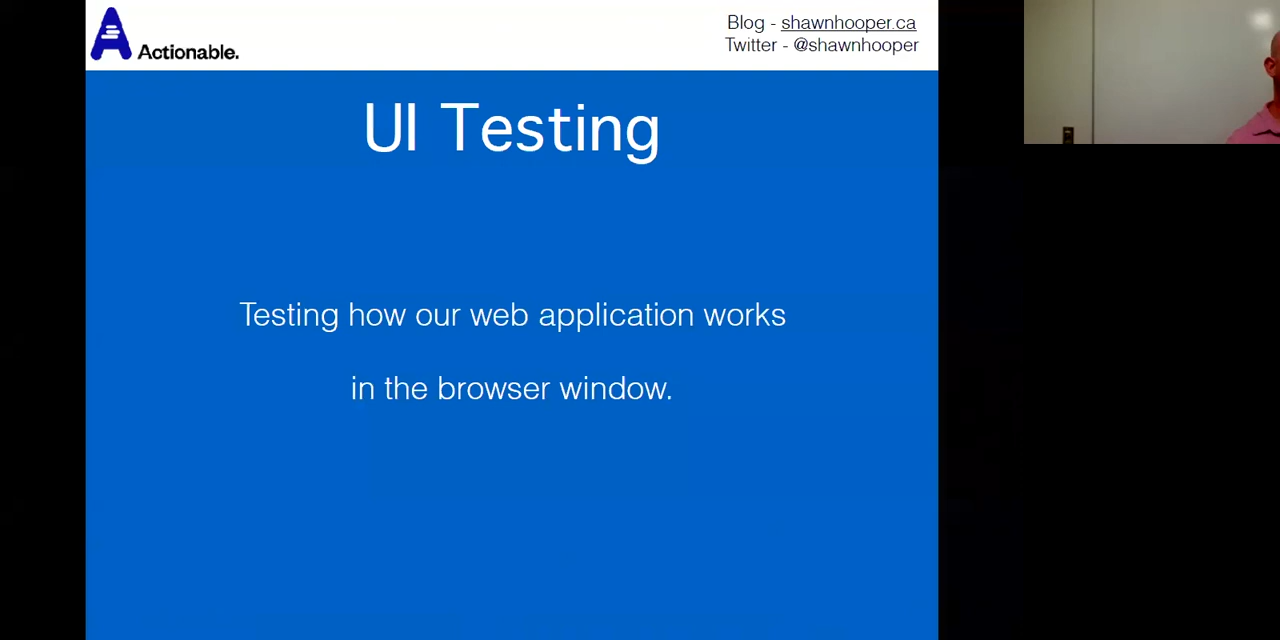 Actionable.
Blog - shawnhooper.ca
Twitter - @shawnhooper
UI Testing
Testing how our web application works
in the browser window.